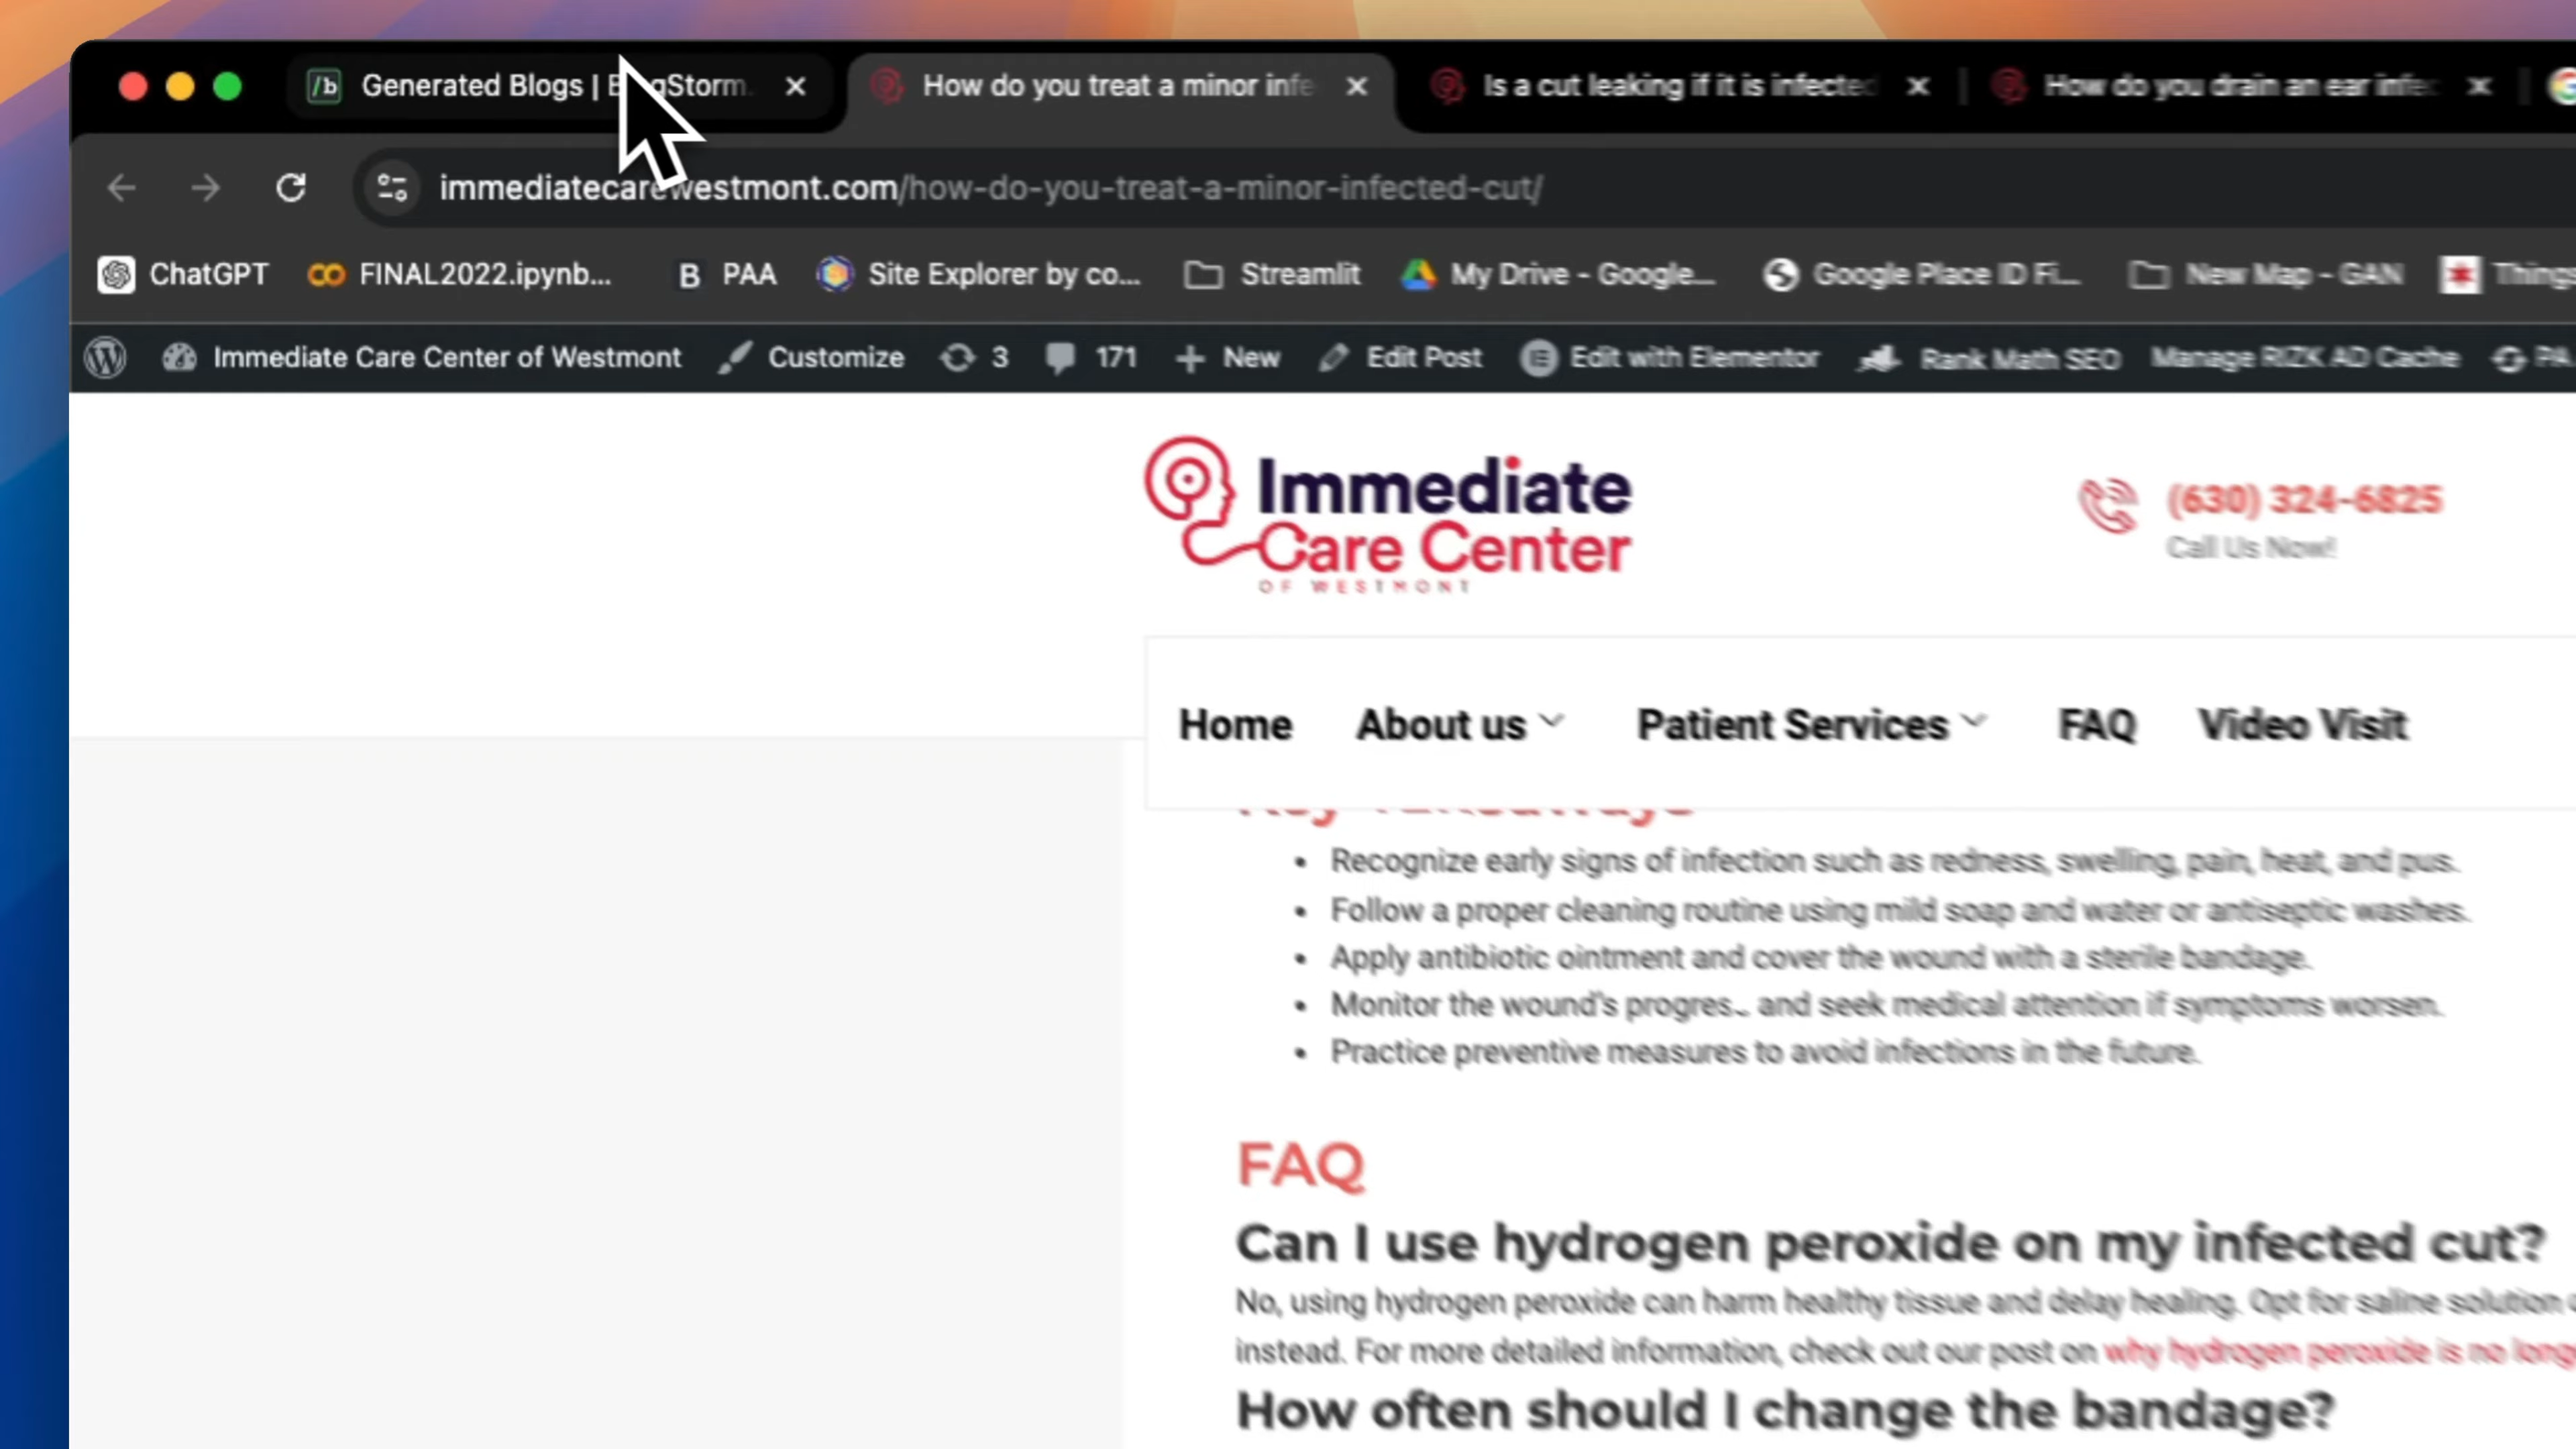 Generated Blogs |
How do you treat a minor infe
Is a cut leaking if it is infected
How do you drain an ear infec
immediatecarewestmont.com/how-do-you-treat-a-minor-infected-cut/
ChatGPT
FINAL2022.ipynb...
B PAA
Site Explorer by co...
Streamlit
My Drive - Google...
Google Place ID Fi...
New Map - GAN
Things
Immediate Care Center of Westmont
Customize
3
171
New
Edit Post
Edit with Elementor
Rank Math SEO
Manage RIZK AD Cache
PA
Immediate
Care Center
OF WESTMONT
(630) 324-6825
Call Us Now!
Home
About us
Patient Services
FAQ
Video Visit
• Recognize early signs of infection such as redness, swelling, pain, heat, and pus.
• Follow a proper cleaning routine using mild soap and water or antiseptic washes.
• Apply antibiotic ointment and cover the wound with a sterile bandage.
• Monitor the wound's progres.. and seek medical attention if symptoms worsen.
• Practice preventive measures to avoid infections in the future.
FAQ
Can I use hydrogen peroxide on my infected cut?
No, using hydrogen peroxide can harm healthy tissue and delay healing. Opt for saline solution
instead. For more detailed information, check out our post on why hydrogen peroxide is no long
How often should I change the bandage?